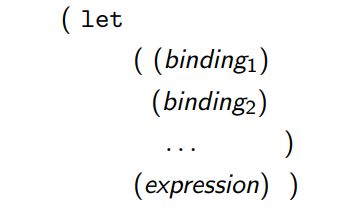 ( let
( (binding₁)
(binding₂)
... )
(expression) )